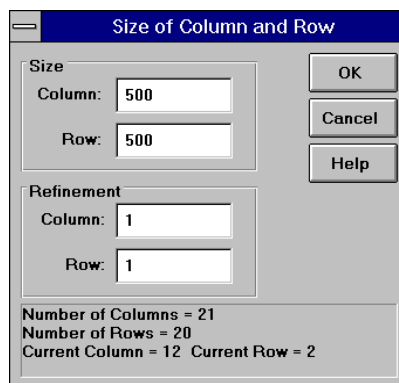 Size of Column and Row
Size
Column: 500
Row: 500
OK
Cancel
Help
Refinement
Column: 1
Row: 1
Number of Columns = 21
Number of Rows = 20
Current Column = 12 Current Row = 2